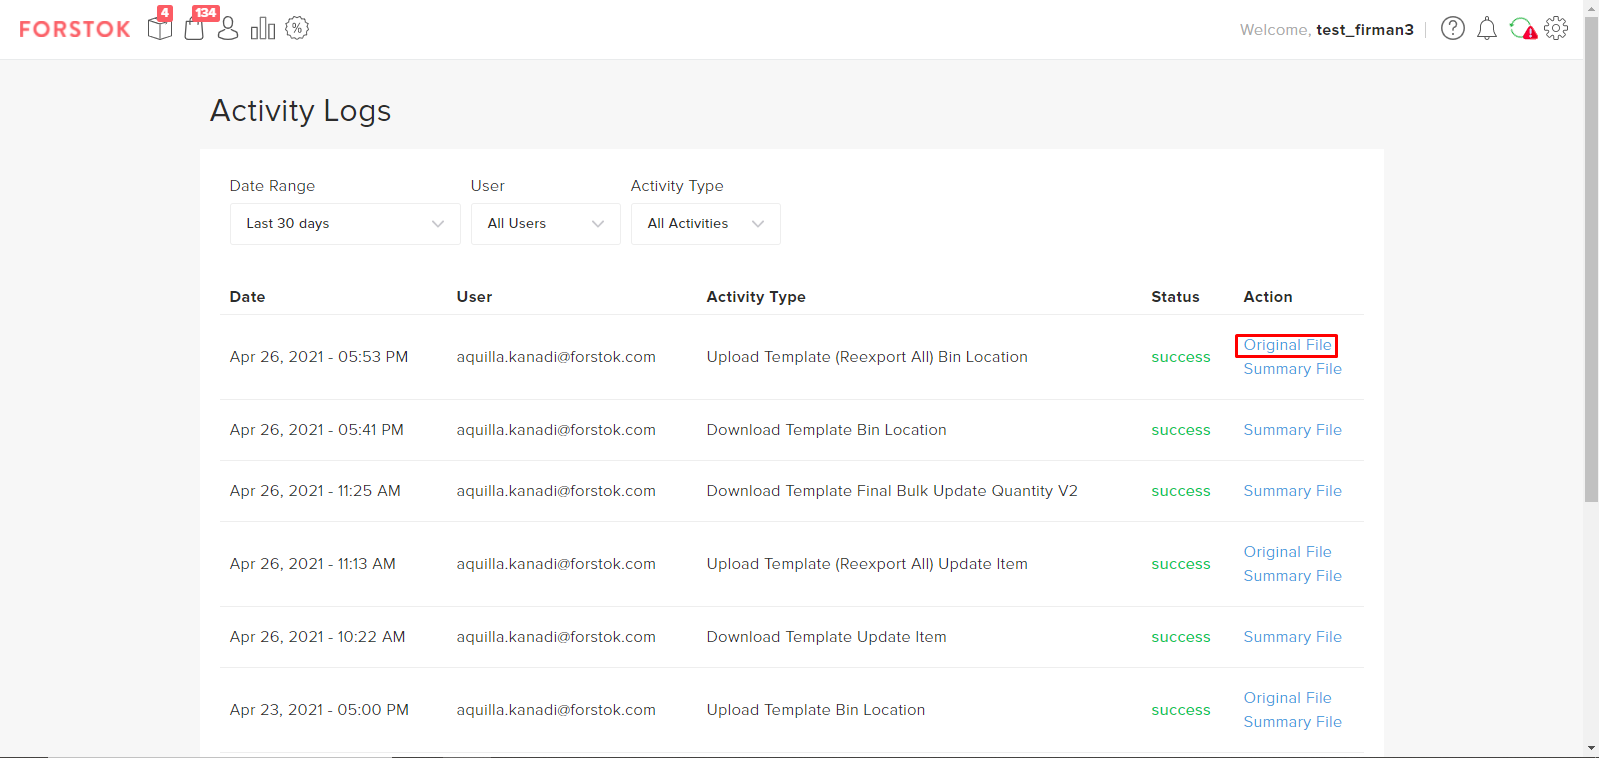 FORSTOK
4
134
Welcome, test_firman3
Activity Logs
Date Range User Activity Type
Last 30 days All Users All Activities
Date User Activity Type Status Action
Apr 26, 2021 - 05:53 PM aquilla.kanadi@forstok.com Upload Template (Reexport All) Bin Location success Original File
Summary File
Apr 26, 2021 - 05:41 PM aquilla.kanadi@forstok.com Download Template Bin Location success Summary File
Apr 26, 2021 - 11:25 AM aquilla.kanadi@forstok.com Download Template Final Bulk Update Quantity V2 success Summary File
Apr 26, 2021 - 11:13 AM aquilla.kanadi@forstok.com Upload Template (Reexport All) Update Item success Original File
Summary File
Apr 26, 2021 - 10:22 AM aquilla.kanadi@forstok.com Download Template Update Item success Summary File
Apr 23, 2021 - 05:00 PM aquilla.kanadi@forstok.com Upload Template Bin Location success Original File
Summary File